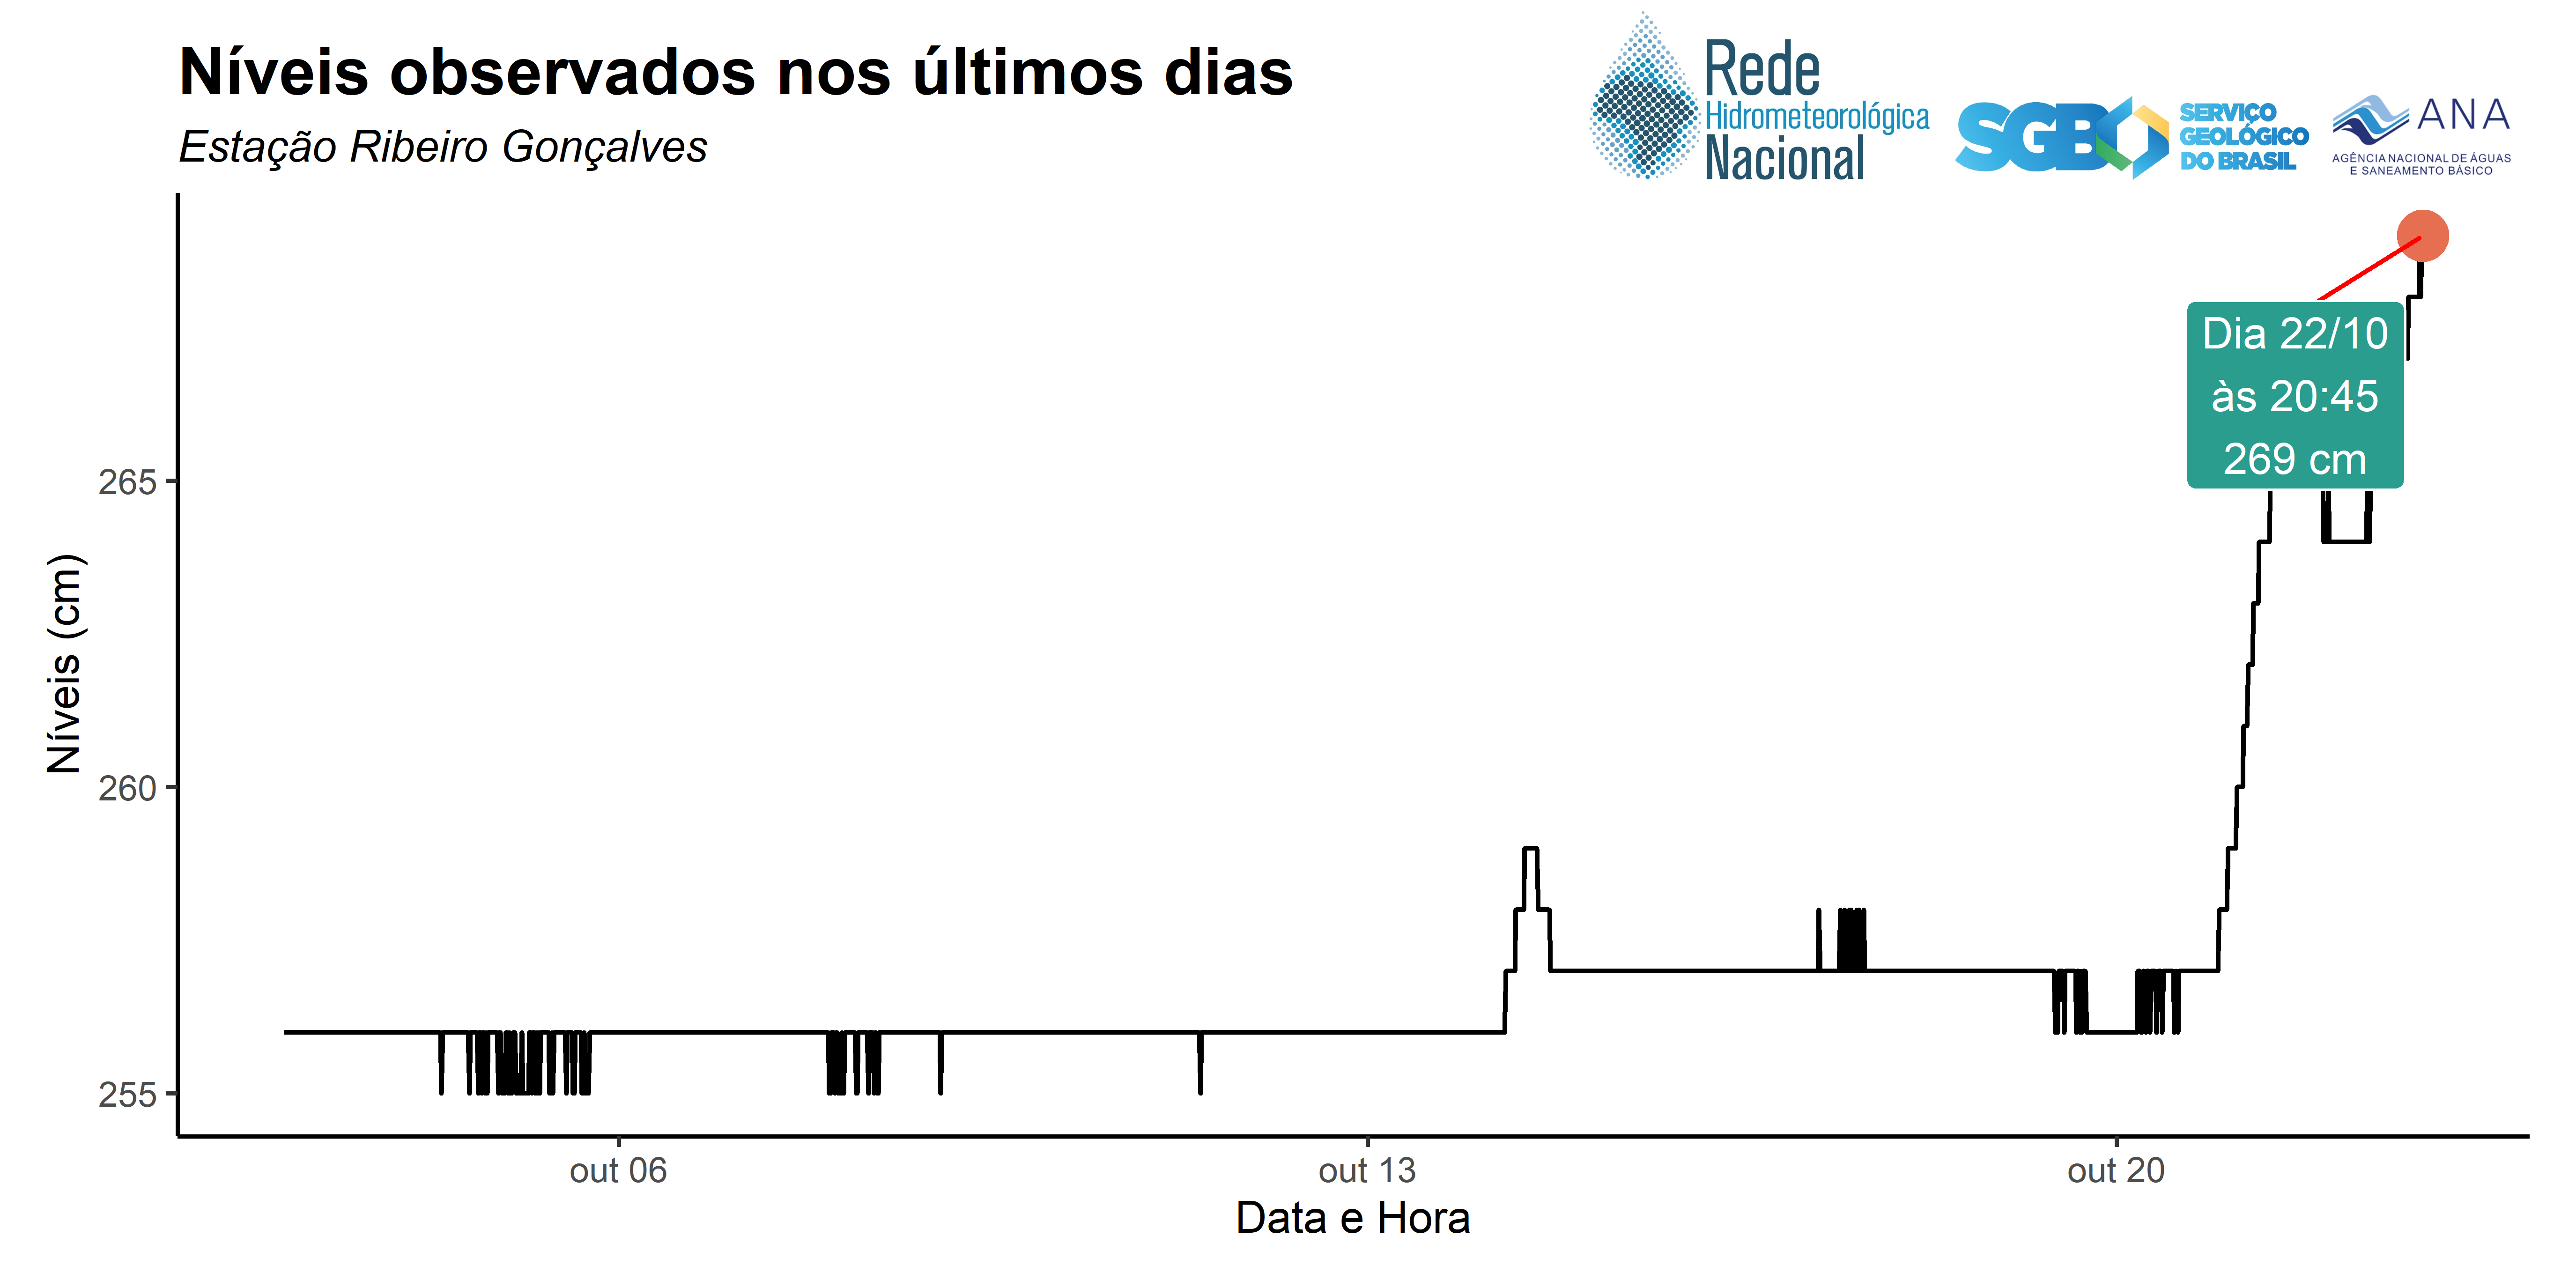 Níveis observados nos últimos dias
Estação Ribeiro Gonçalves
Rede
Hidrometeorológica
Nacional
SGB
SERVIÇO
GEOLÓGICO
DO BRASIL
ANA
AGÊNCIA NACIONAL DE ÁGUAS
E SANEAMENTO BÁSICO
Dia 22/10
às 20:45
269 cm
Níveis (cm)
265
260
255
out 06
out 13
out 20
Data e Hora